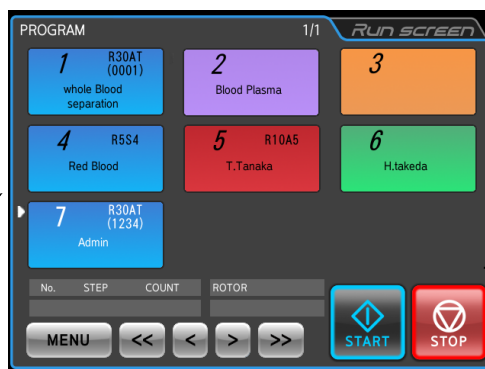 PROGRAM 1/1 Run screen
1 R30AT
(0001)
whole Blood
separation
2
Blood Plasma
3
4 R5S4
Red Blood
5 R10A5
T.Tanaka
6
H.takeda
7 R30AT
(1234)
Admin
No. STEP COUNT ROTOR
MENU << < > >> START STOP